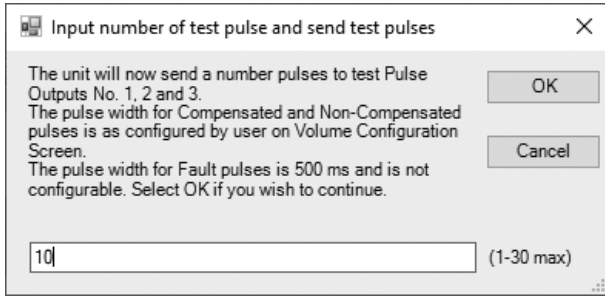 Input number of test pulse and send test pulses
The unit will now send a number pulses to test Pulse
Outputs No. 1, 2 and 3.
The pulse width for Compensated and Non-Compensated
pulses is as configured by user on Volume Configuration
Screen.
The pulse width for Fault pulses is 500 ms and is not
configurable. Select OK if you wish to continue.
OK
Cancel
10
(1-30 max)